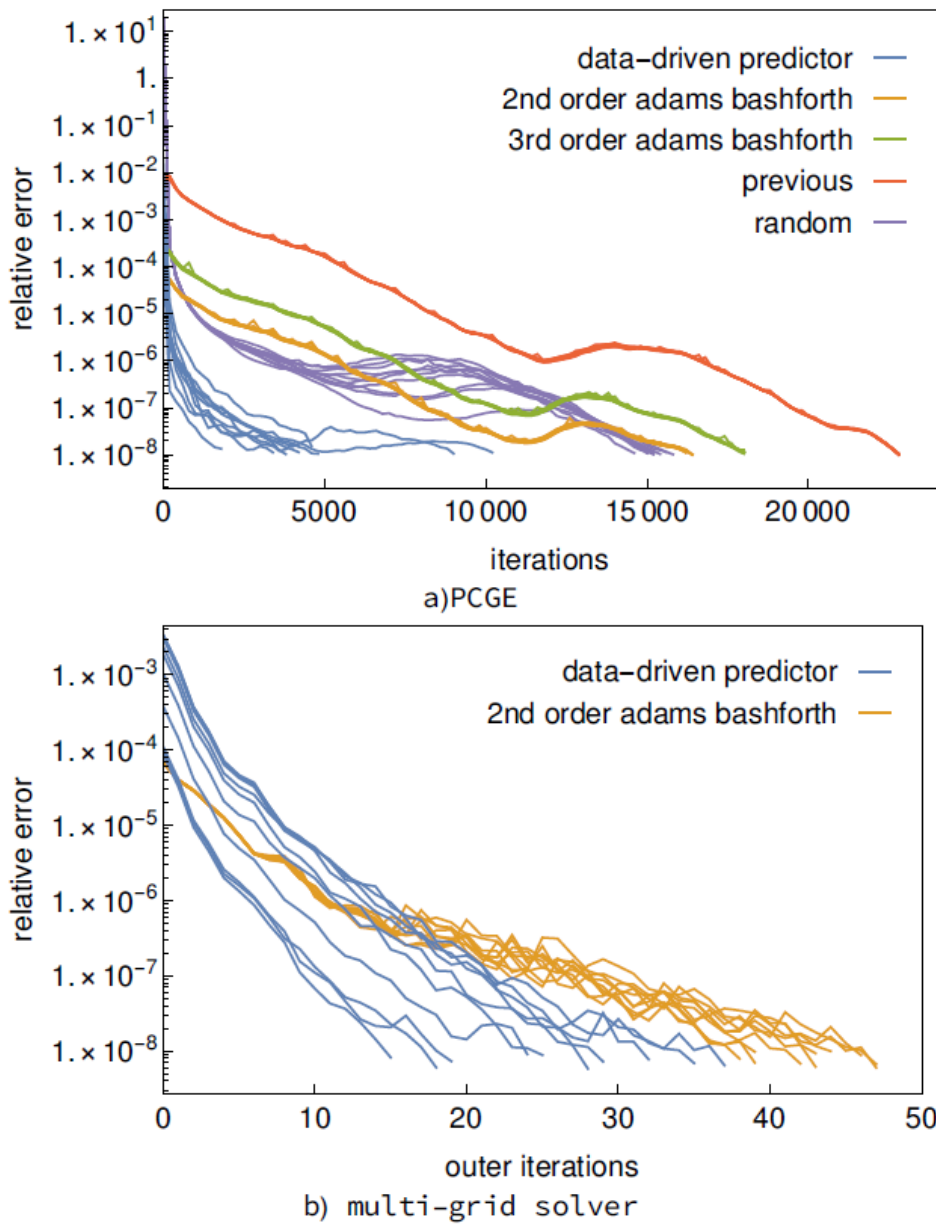 1. × 10¹
1.
1. × 10⁻¹
1. × 10⁻²
1. × 10⁻³
1. × 10⁻⁴
1. × 10⁻⁵
1. × 10⁻⁶
1. × 10⁻⁷
1. × 10⁻⁸
relative error
data-driven predictor
2nd order adams bashforth
3rd order adams bashforth
previous
random
0 5000 10 000 15 000 20 000
iterations
a)PCGE
1. × 10⁻³
1. × 10⁻⁴
1. × 10⁻⁵
1. × 10⁻⁶
1. × 10⁻⁷
1. × 10⁻⁸
relative error
data-driven predictor
2nd order adams bashforth
0 10 20 30 40 50
outer iterations
b) multi-grid solver